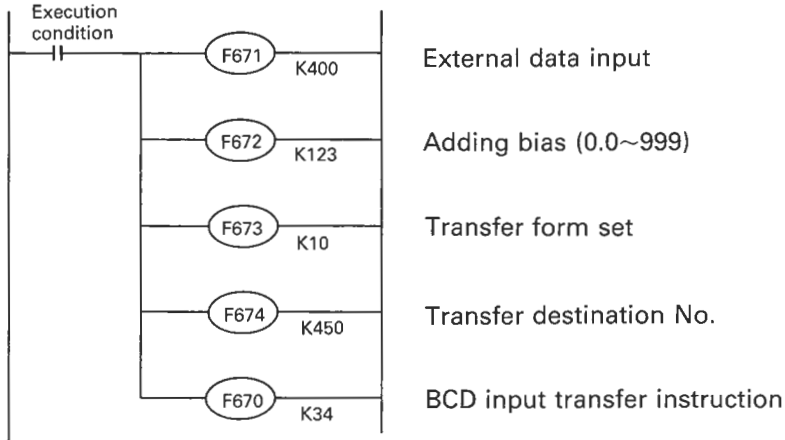 Execution
condition
F671 K400 External data input
F672 K123 Adding bias (0.0~999)
F673 K10 Transfer form set
F674 K450 Transfer destination No.
F670 K34 BCD input transfer instruction